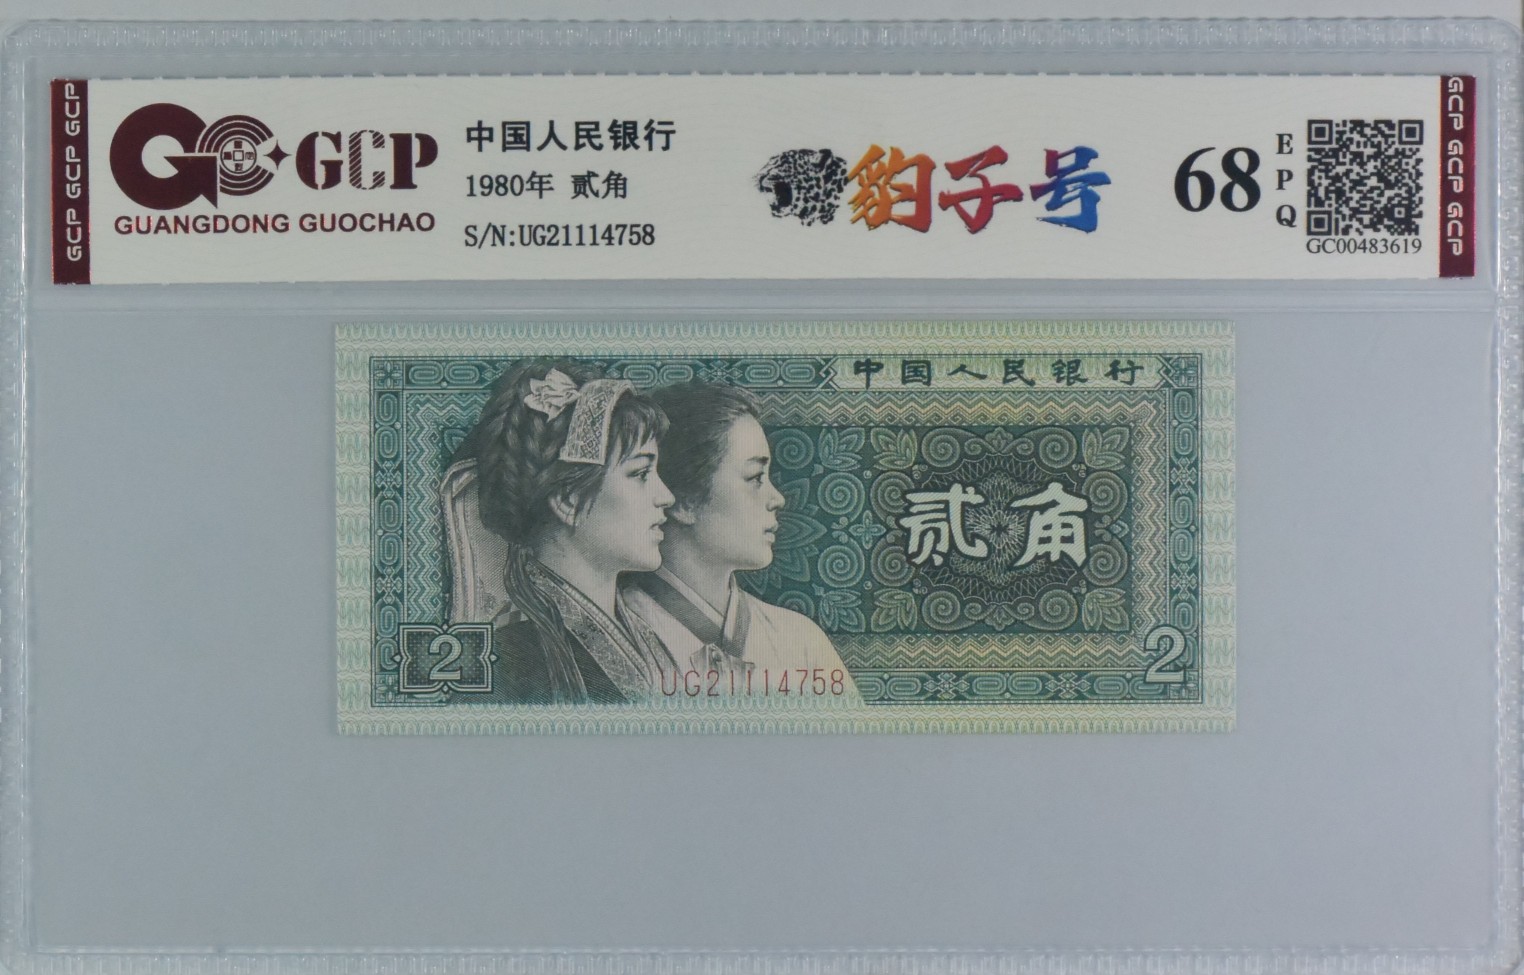 GCP GCP GCP
GCP
GUANGDONG GUOCHAO
中国人民银行
1980年 贰角
S/N:UG21114758
豹子号
68
EPQ
GC00483619
GCP GCP GCP
中国人民银行
贰角
2
2
UG21114758